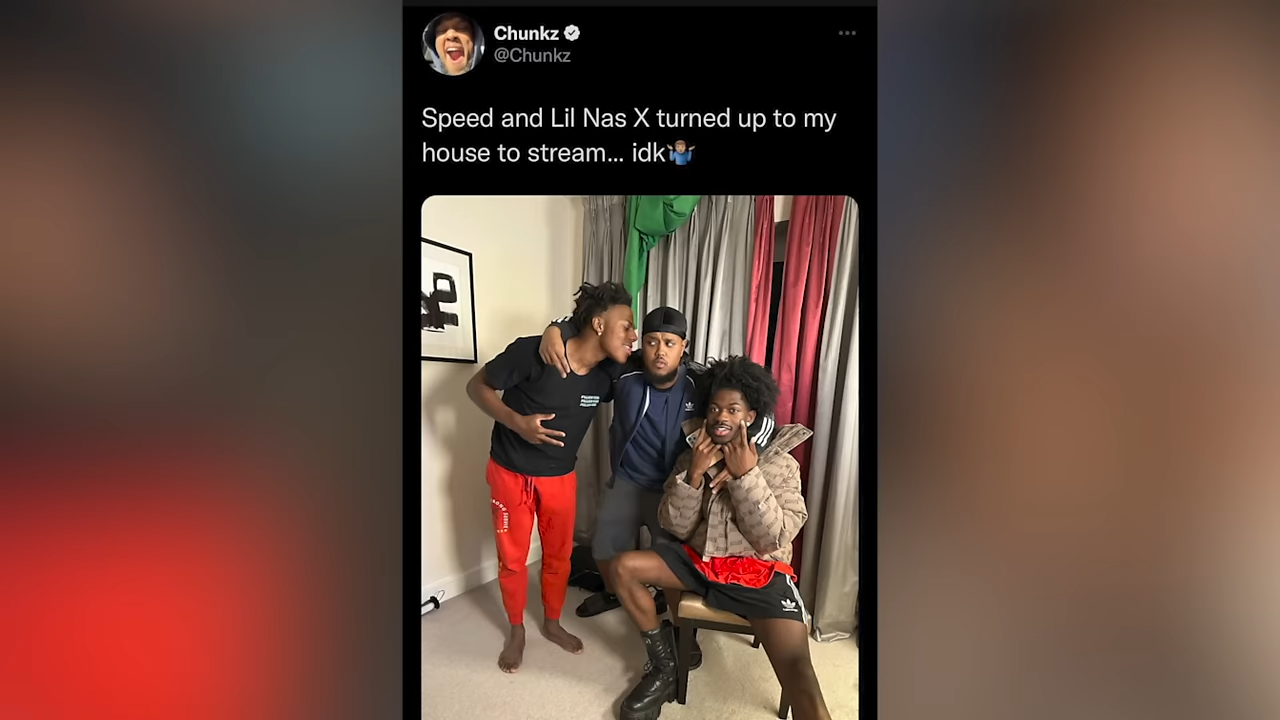 Chunkz
@Chunkz
Speed and Lil Nas X turned up to my
house to stream... idk🤷🏽‍♂️